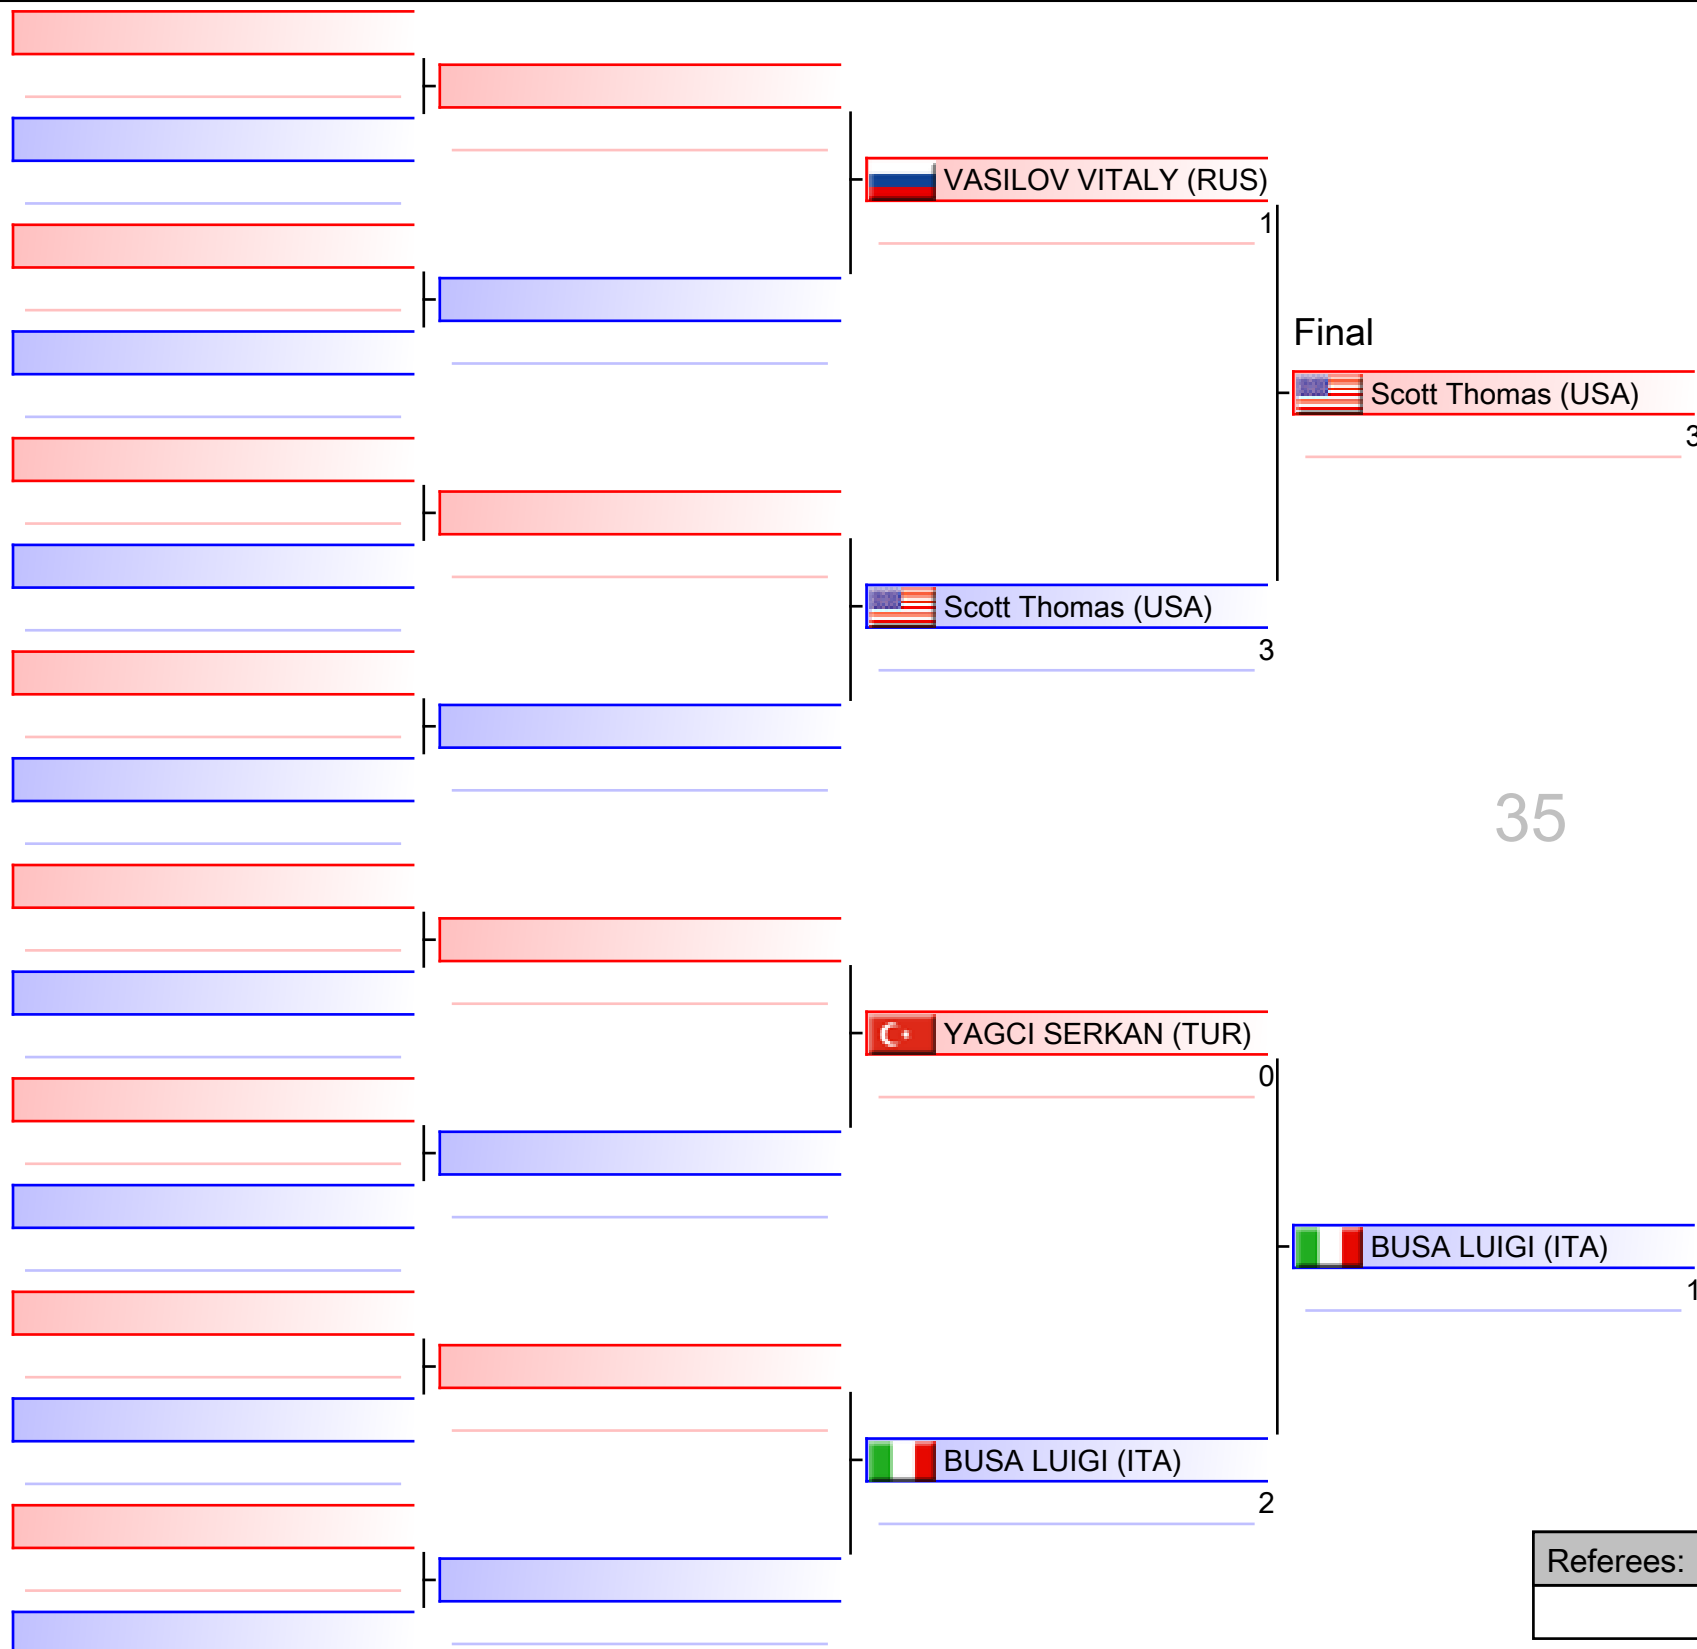 VASILOV VITALY (RUS)
1
Final
Scott Thomas (USA)
3
Scott Thomas (USA)
3
35
YAGCI SERKAN (TUR)
0
BUSA LUIGI (ITA)
1
BUSA LUIGI (ITA)
2
Referees: